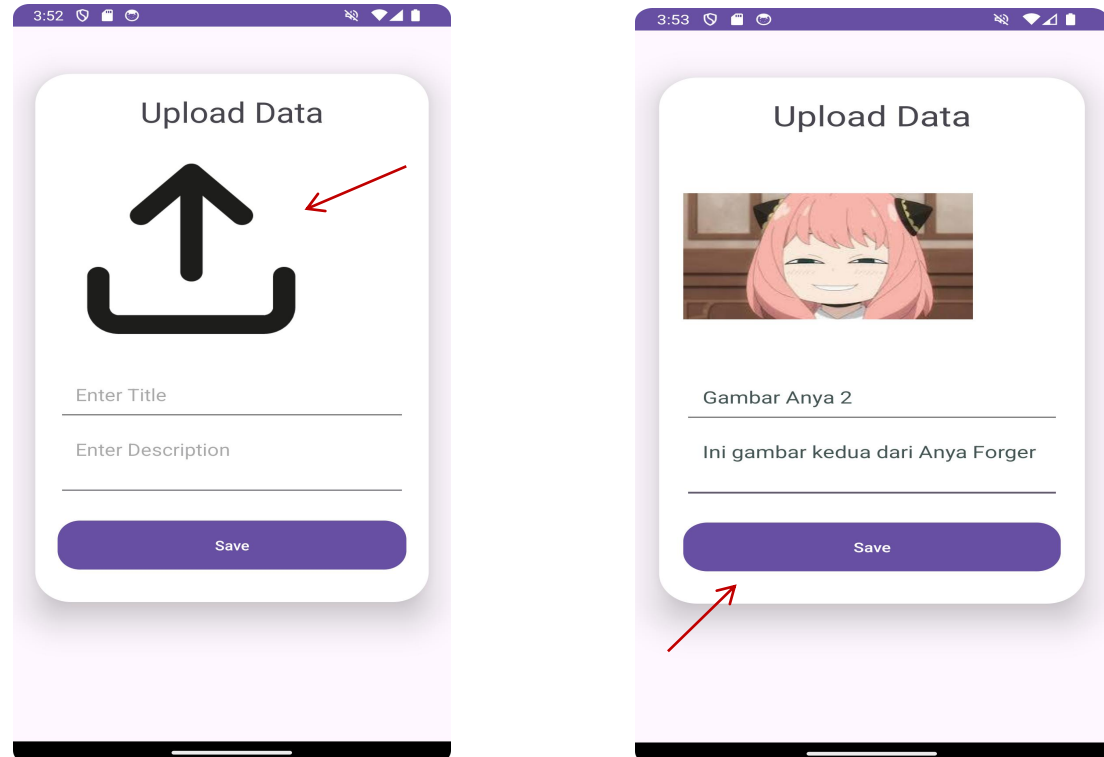 3:52
Upload Data
Enter Title
Enter Description
Save
3:53
Upload Data
Gambar Anya 2
Ini gambar kedua dari Anya Forger
Save